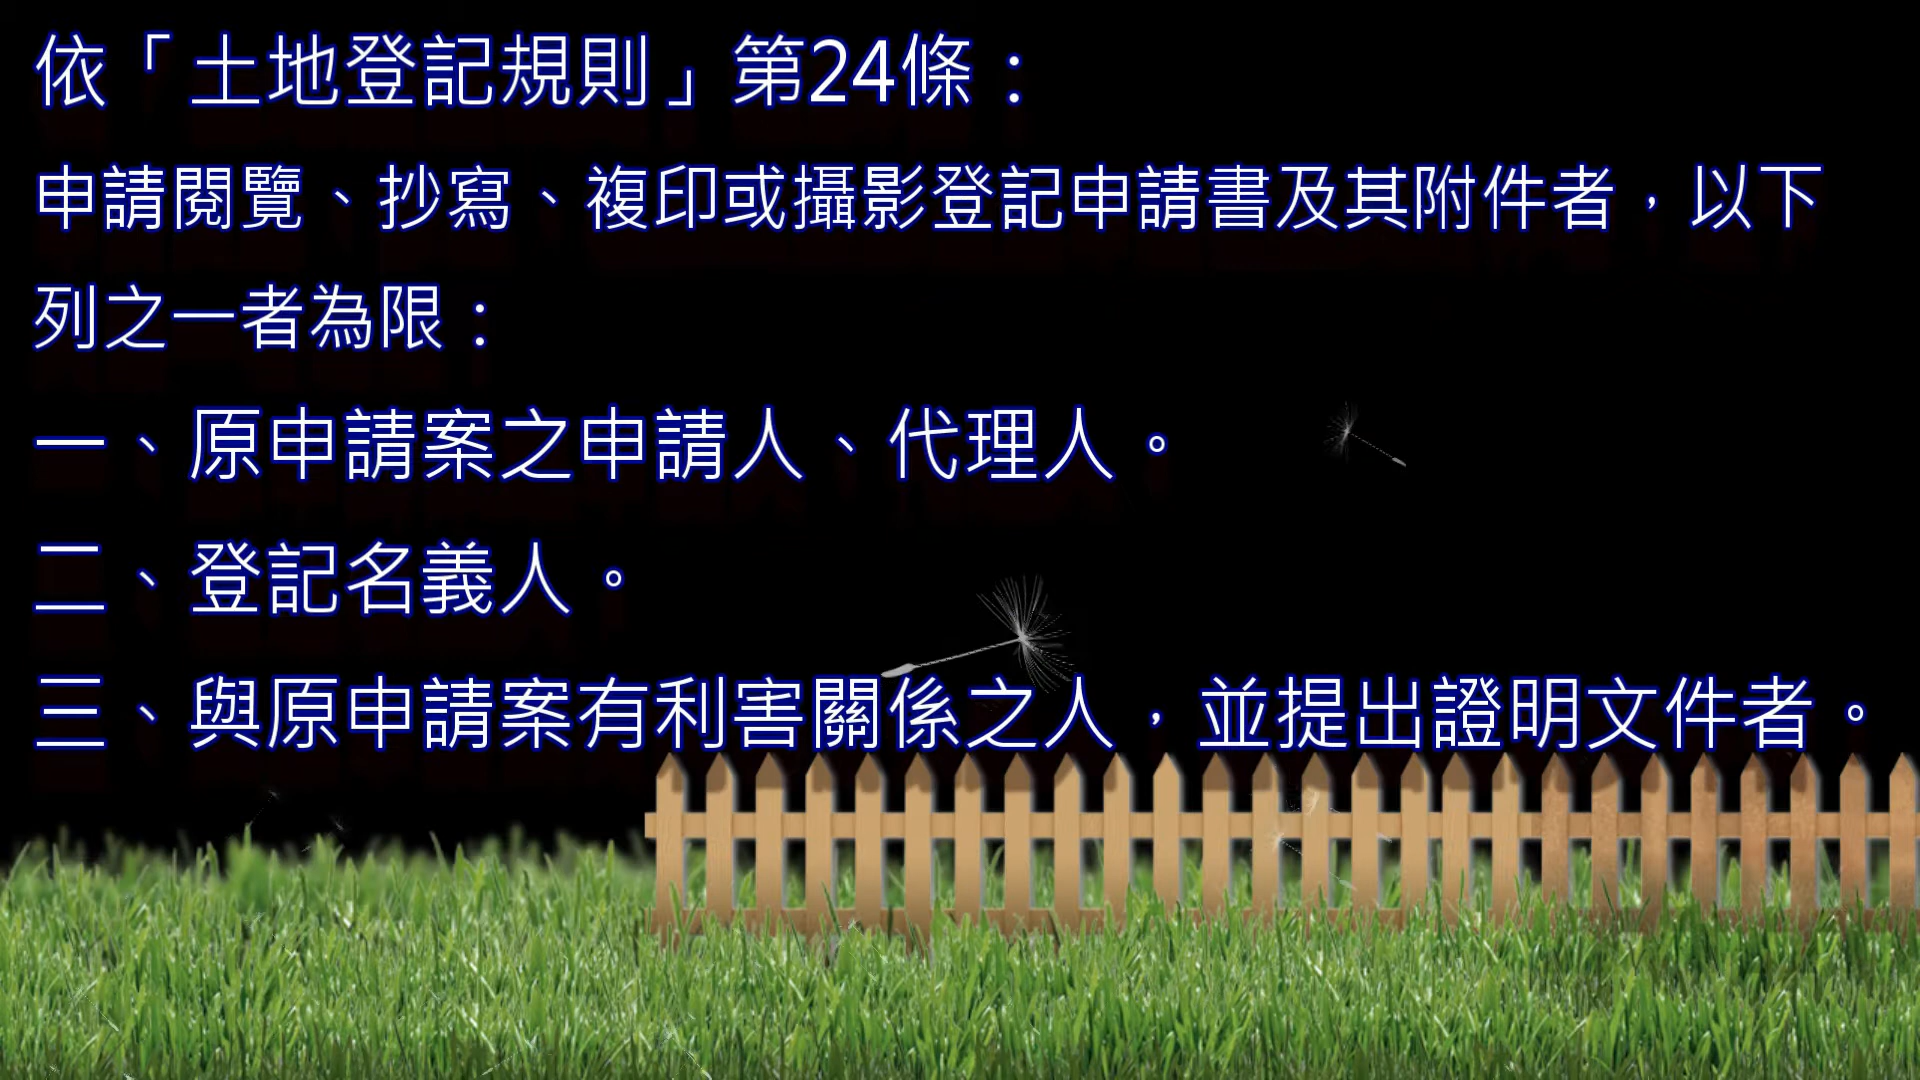 依「土地登記規則」第24條：
申請閱覽、抄寫、複印或攝影登記申請書及其附件者，以下
列之一者為限：
一、原申請案之申請人、代理人。
二、登記名義人。
三、與原申請案有利害關係之人，並提出證明文件者。